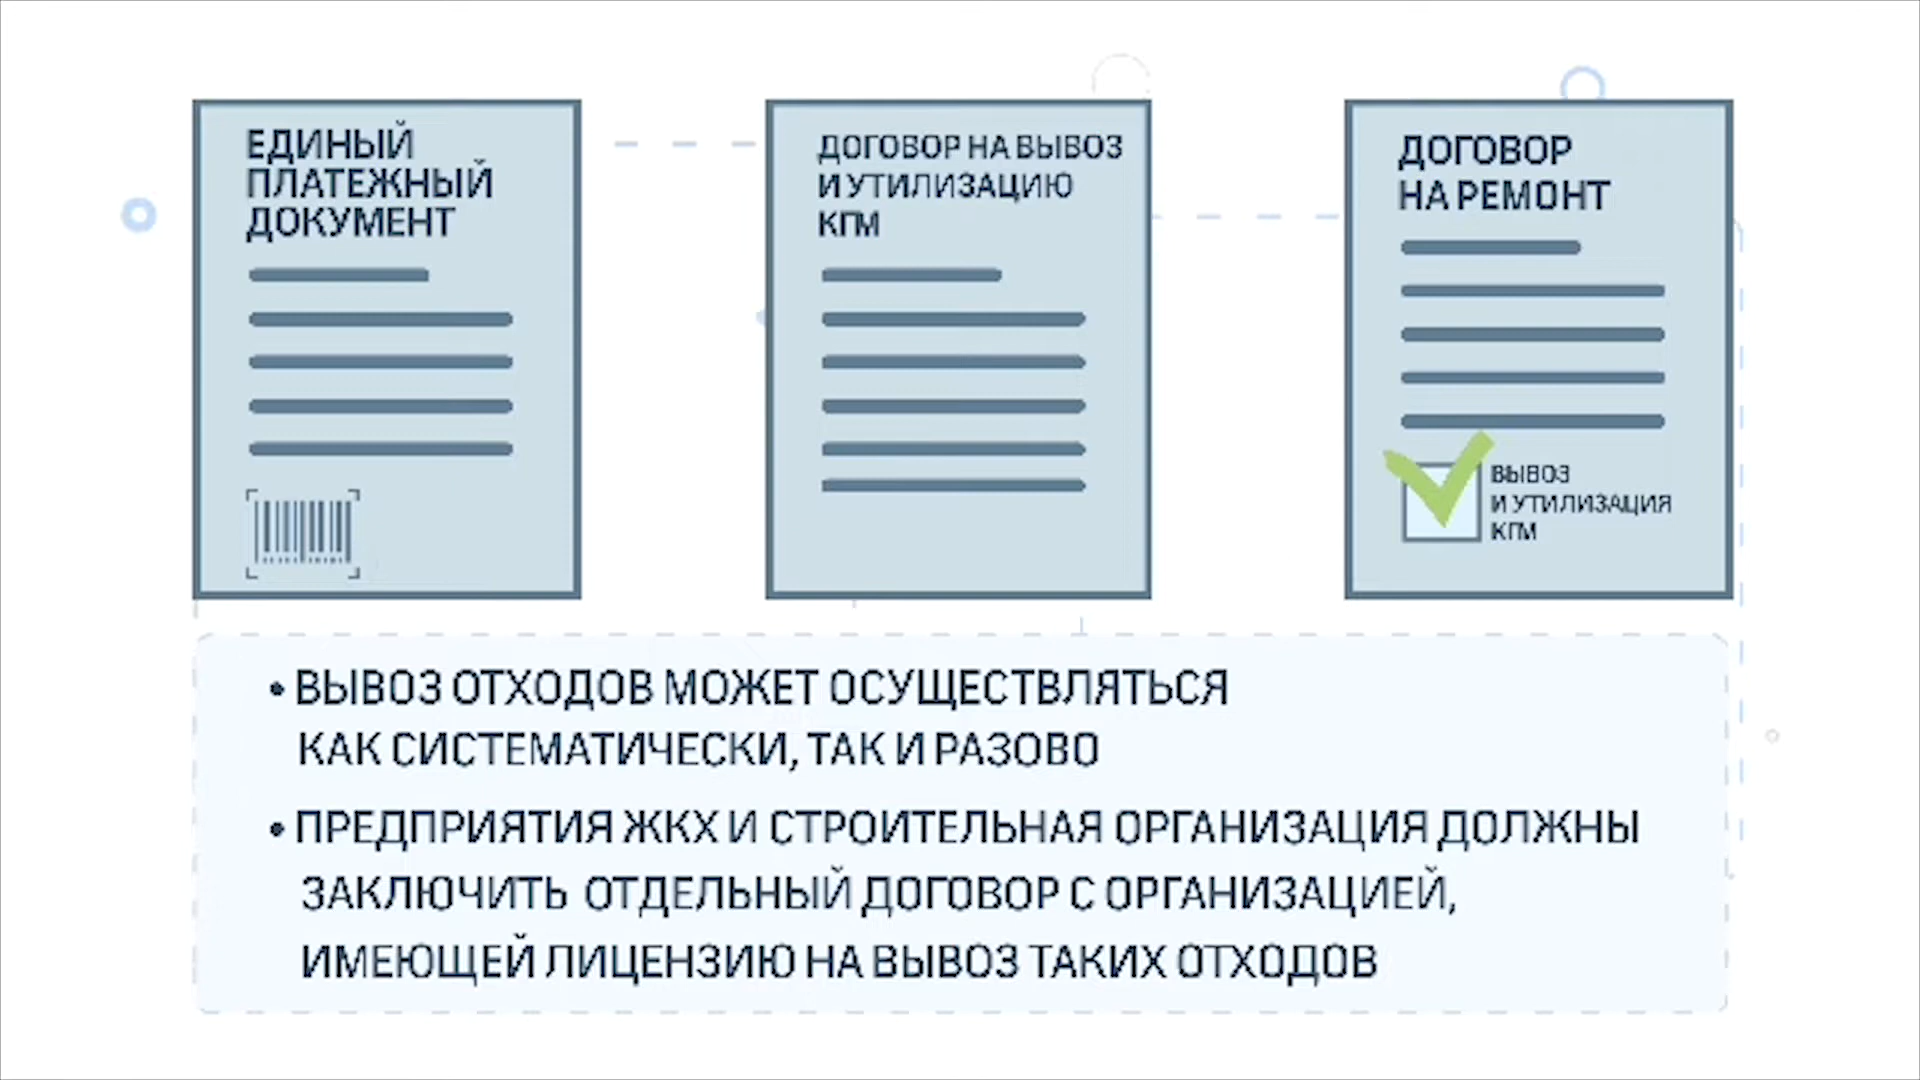 ЕДИНЫЙ
ПЛАТЕЖНЫЙ
ДОКУМЕНТ
ДОГОВОР НА ВЫВОЗ
И УТИЛИЗАЦИЮ
КГМ
ДОГОВОР
НА РЕМОНТ
ВЫВОЗ
И УТИЛИЗАЦИЯ
КГМ
• ВЫВОЗ ОТХОДОВ МОЖЕТ ОСУЩЕСТВЛЯТЬСЯ
КАК СИСТЕМАТИЧЕСКИ, ТАК И РАЗОВО
• ПРЕДПРИЯТИЯ ЖКХ И СТРОИТЕЛЬНАЯ ОРГАНИЗАЦИЯ ДОЛЖНЫ
ЗАКЛЮЧИТЬ ОТДЕЛЬНЫЙ ДОГОВОР С ОРГАНИЗАЦИЕЙ,
ИМЕЮЩЕЙ ЛИЦЕНЗИЮ НА ВЫВОЗ ТАКИХ ОТХОДОВ